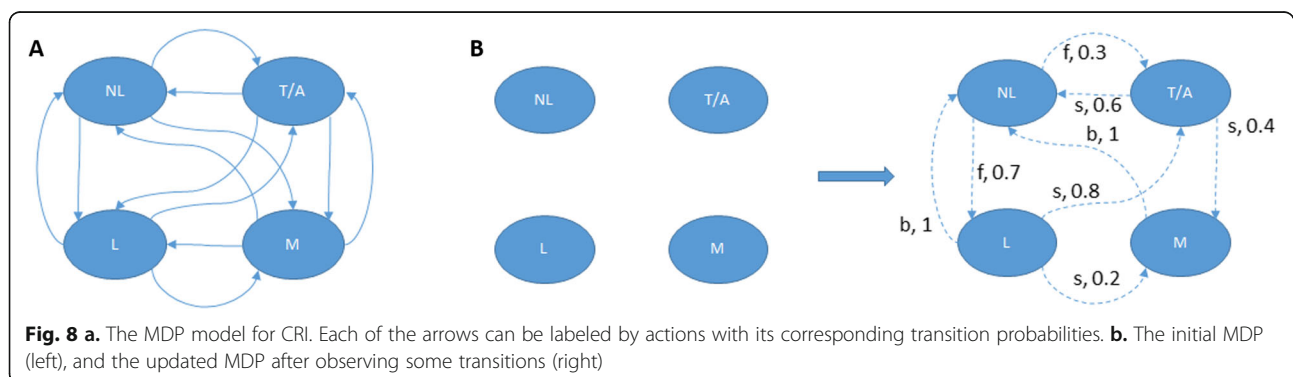 A
B
NL
T/A
L
M
NL
T/A
L
M
f, 0.3
NL
T/A
s, 0.6
b, 1
s, 0.4
f, 0.7
s, 0.8
b, 1
L
M
s, 0.2
Fig. 8 a. The MDP model for CRI. Each of the arrows can be labeled by actions with its corresponding transition probabilities. b. The initial MDP
(left), and the updated MDP after observing some transitions (right)